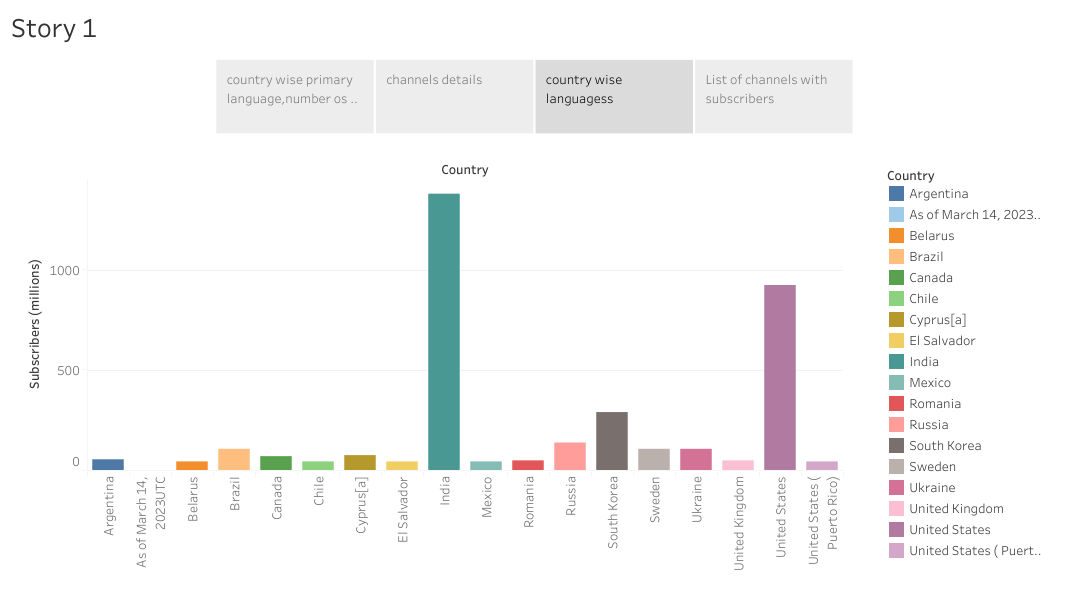 Story 1
country wise primary
language,number os ..
channels details
country wise
languagess
List of channels with
subscribers
Country
Subscribers (millions)
1000
500
0
Argentina
As of March 14,
2023UTC
Belarus
Brazil
Canada
Chile
Cyprus[a]
El Salvador
India
Mexico
Romania
Russia
South Korea
Sweden
Ukraine
United Kingdom
United States
United States (
Puerto Rico)
Country
Argentina
As of March 14, 2023..
Belarus
Brazil
Canada
Chile
Cyprus[a]
El Salvador
India
Mexico
Romania
Russia
South Korea
Sweden
Ukraine
United Kingdom
United States
United States ( Puert..